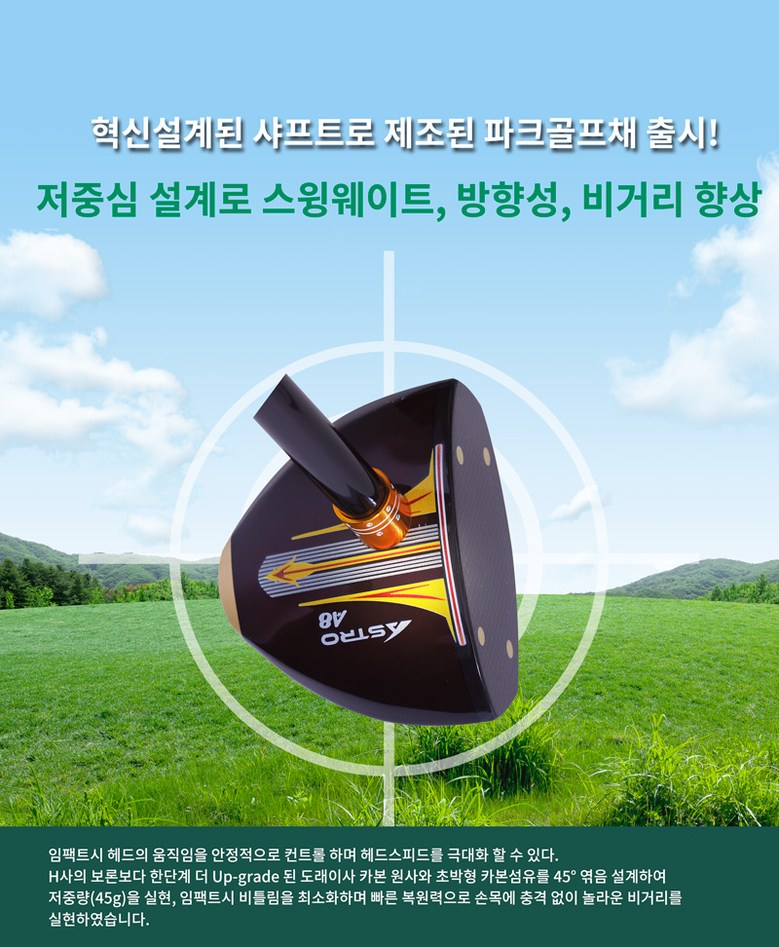 혁신설계된 샤프트로 제조된 파크골프채 출시!
저중심 설계로 스윙웨이트, 방향성, 비거리 향상
ASTRO
A8
임팩트시 헤드의 움직임을 안정적으로 컨트롤 하며 헤드스피드를 극대화 할 수 있다.
H사의 보론보다 한단계 더 Up-grade 된 도래이사 카본 원사와 초박형 카본섬유를 45° 엮음 설계하여
저중량(45g)을 실현, 임팩트시 비틀림을 최소화하며 빠른 복원력으로 손목에 충격 없이 놀라운 비거리를
실현하였습니다.